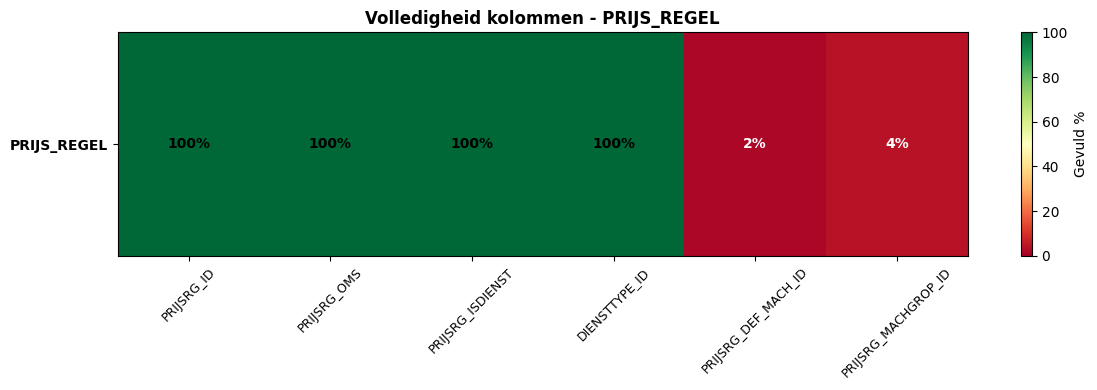 Volledigheid kolommen - PRIJS_REGEL
PRIJS_REGEL
100%
100%
100%
100%
2%
4%
PRIJSRG_ID
PRIJSRG_OMS
PRIJSRG_ISDIENST
DIENSTTYPE_ID
PRIJSRG_DEF_MACH_ID
PRIJSRG_MACHGROP_ID
100
80
60
40
20
0
Gevuld %